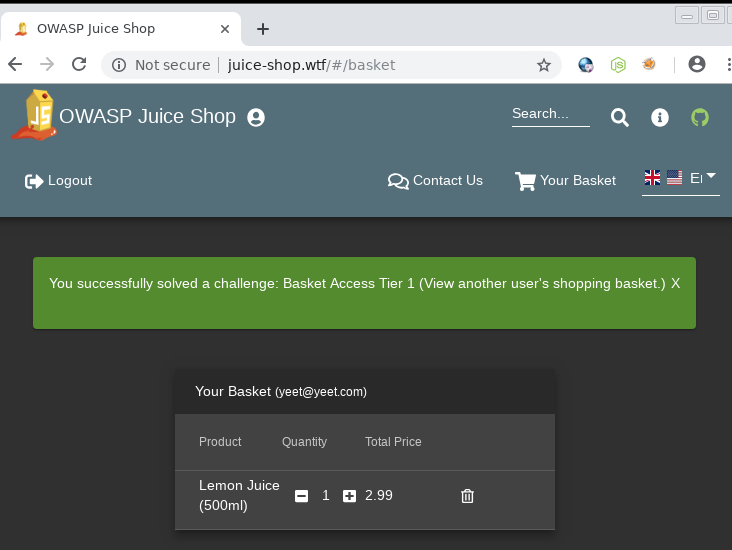 OWASP Juice Shop
Not secure juice-shop.wtf/#/basket
OWASP Juice Shop Search...
Logout Contact Us Your Basket
You successfully solved a challenge: Basket Access Tier 1 (View another user's shopping basket.) X
Your Basket (yeet@yeet.com)
Product Quantity Total Price
Lemon Juice
(500ml) 1 2.99